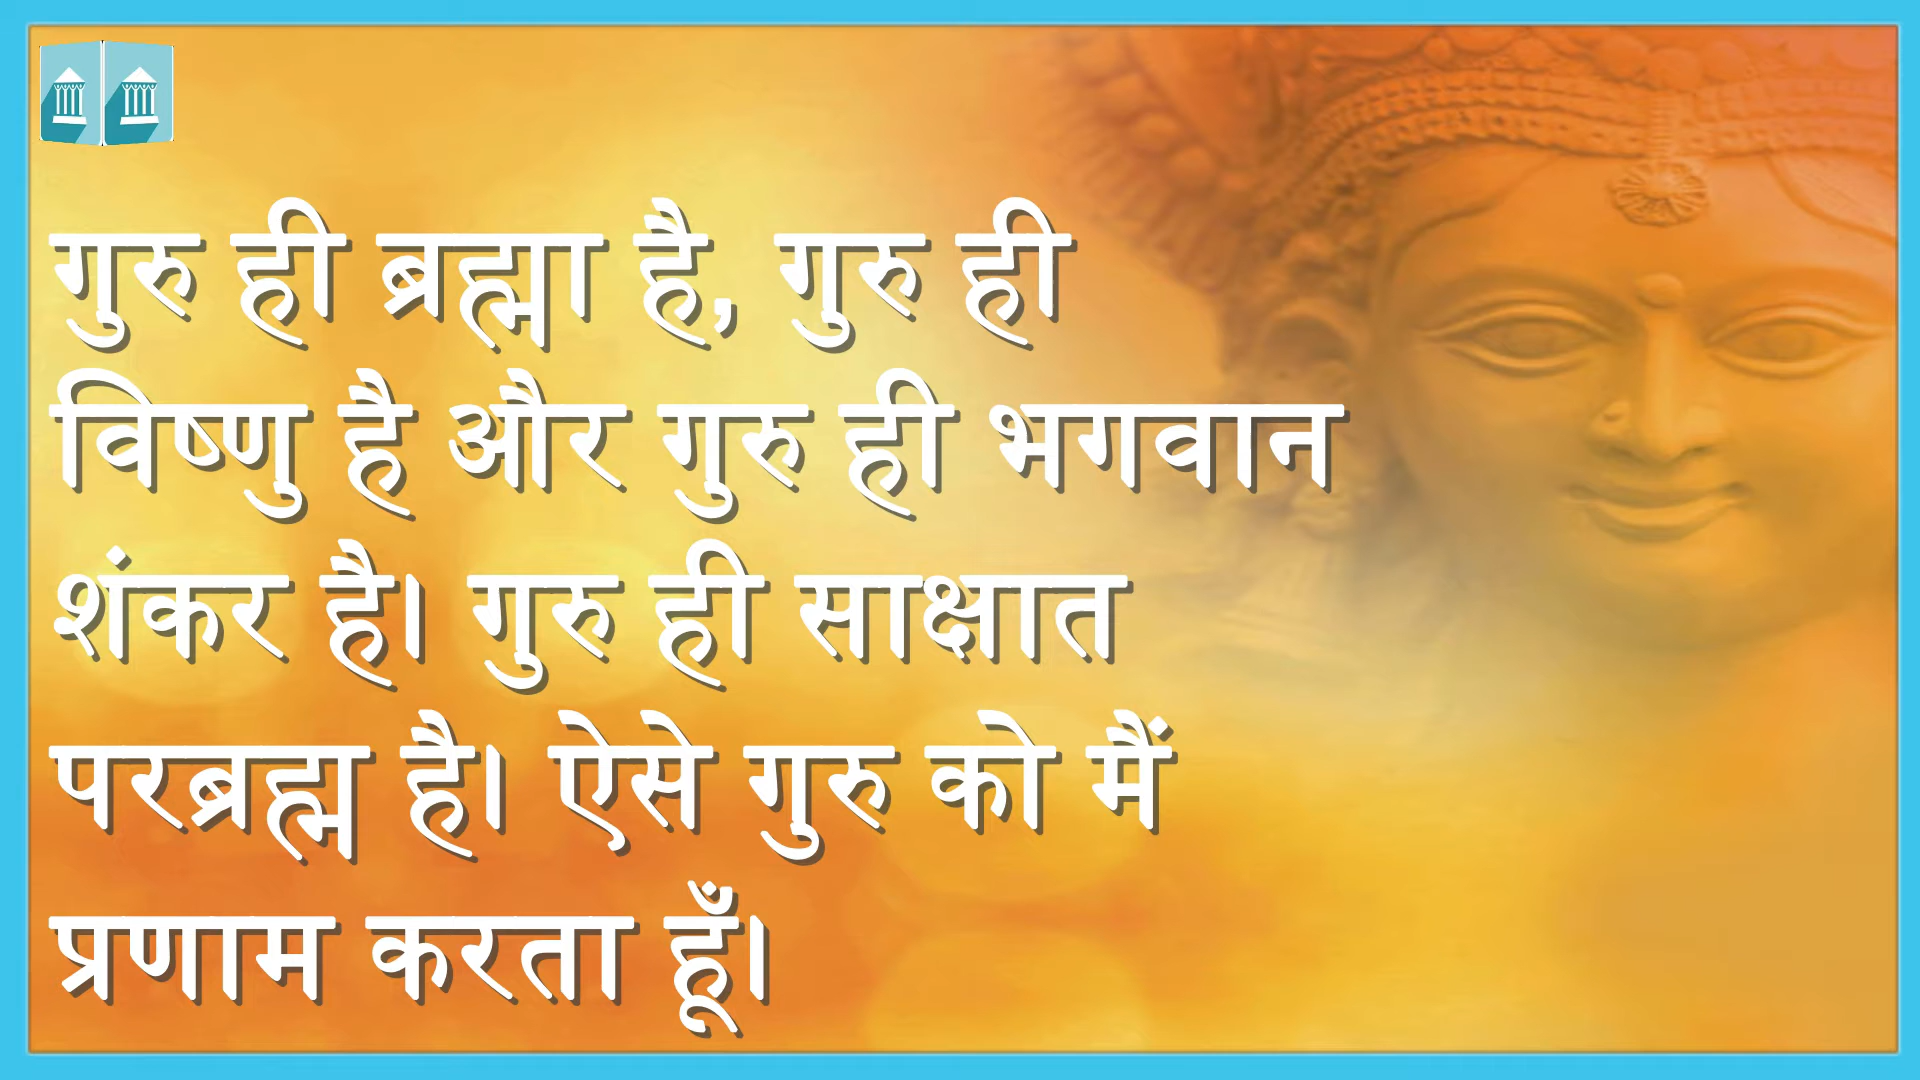 गुरु ही ब्रह्मा है, गुरु ही
विष्णु है और गुरु ही भगवान
शंकर है। गुरु ही साक्षात
परब्रह्म है। ऐसे गुरु को मैं
प्रणाम करता हूँ।